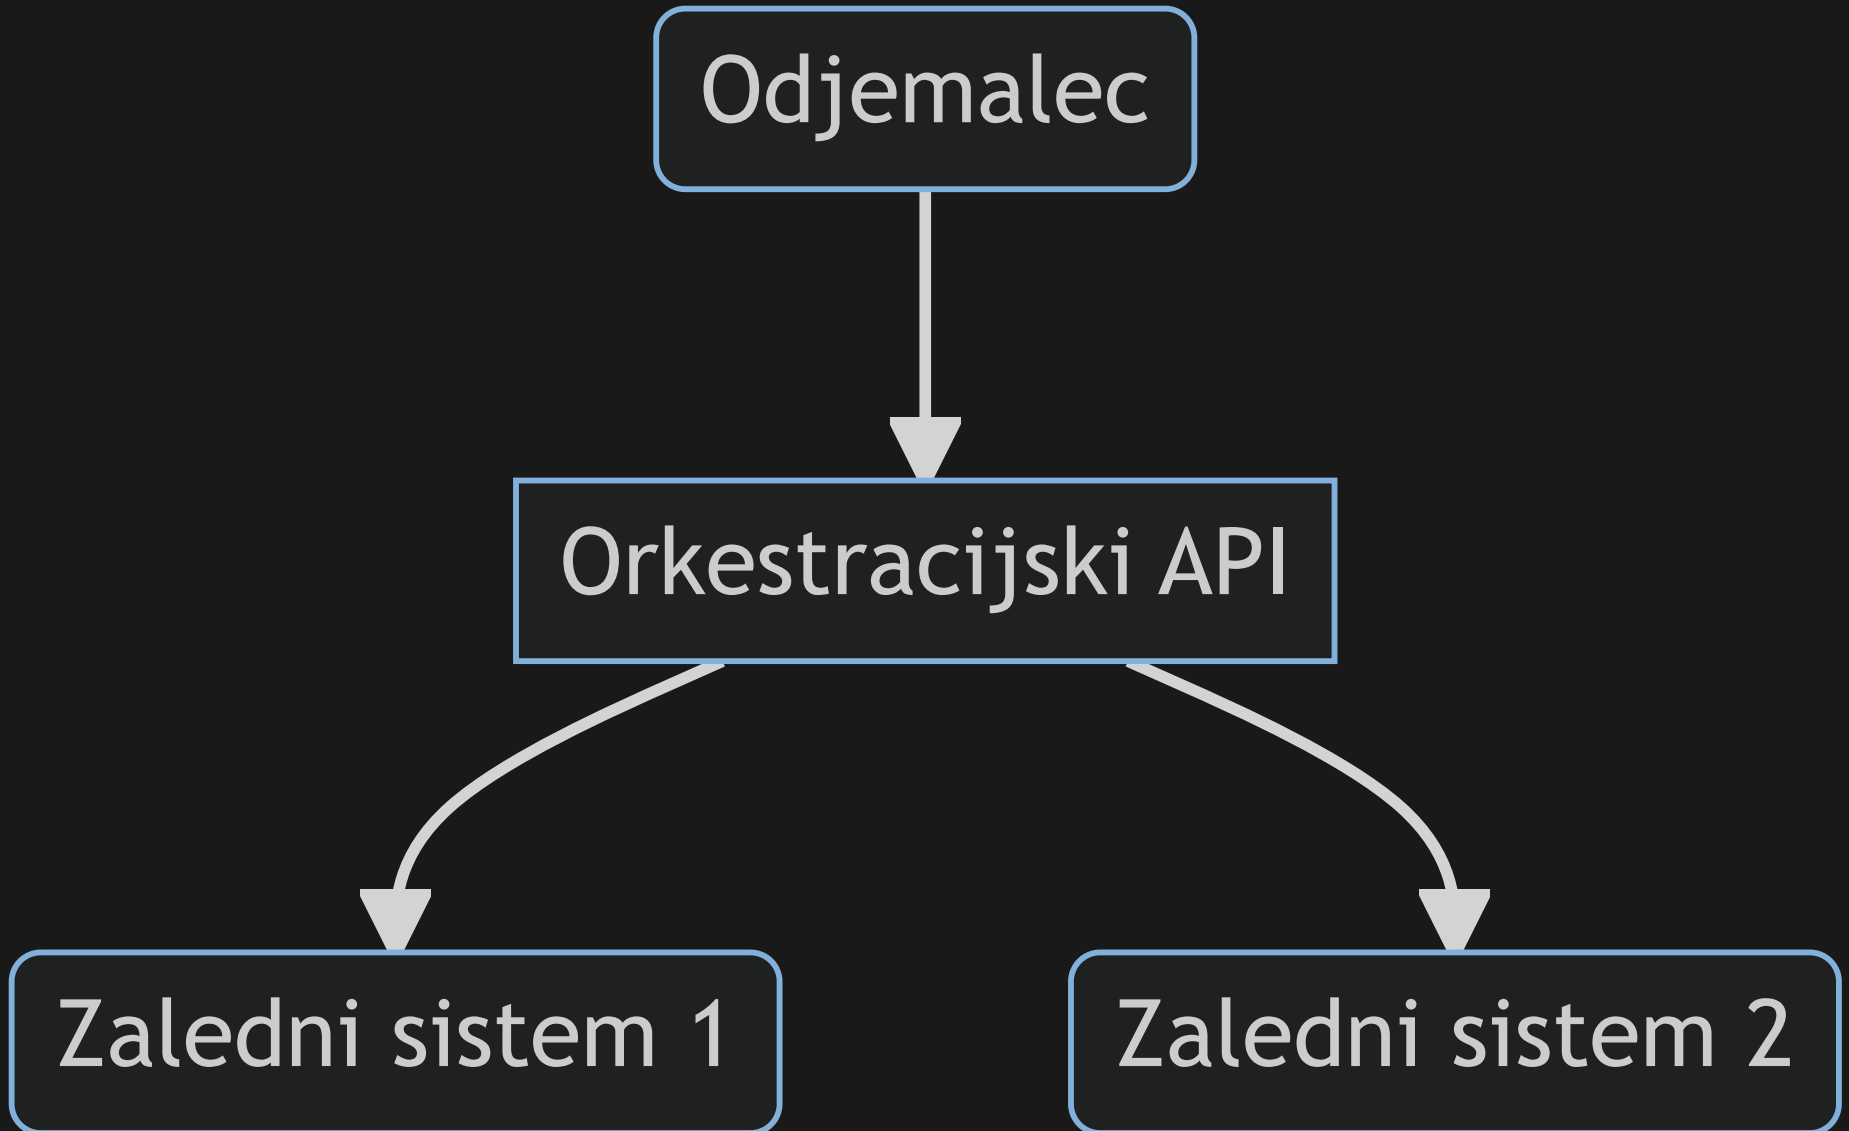 Odjemalec
Orkestracijski API
Zaledni sistem 1
Zaledni sistem 2